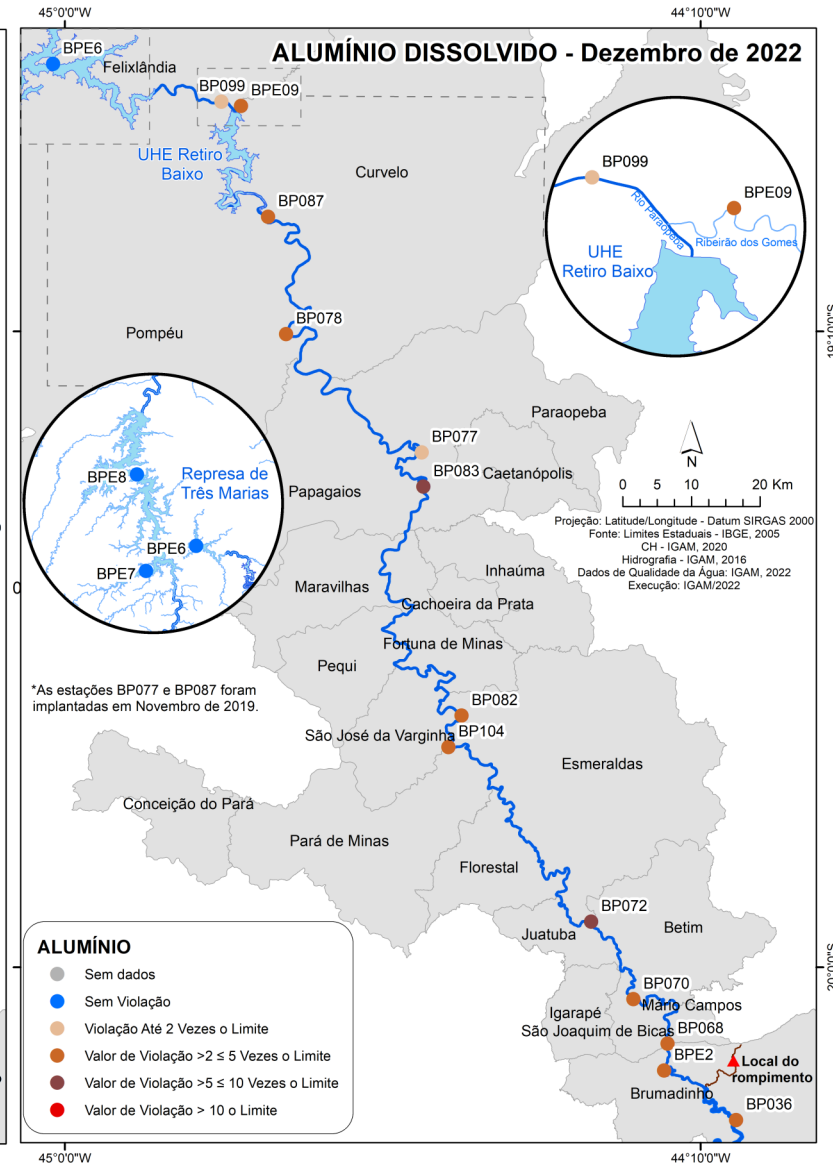 45°0'0"W
44°10'0"W
ALUMÍNIO DISSOLVIDO - Dezembro de 2022
BPE6
Felixlândia
BP099
BPE09
UHE Retiro
Baixo
Curvelo
BP087
BP078
Pompéu
BP099
BPE09
Rio Paraopeba
Ribeirão dos Gomes
UHE
Retiro Baixo
19°10'0"S
Paraopeba
BP077
BP083
Caetanópolis
Papagaios
N
0 5 10 20 Km
Projeção: Latitude/Longitude - Datum SIRGAS 2000
Fonte: Limites Estaduais - IBGE, 2005
CH - IGAM, 2020
Hidrografia - IGAM, 2016
Dados de Qualidade da Água: IGAM, 2022
Execução: IGAM/2022
BPE8
Represa de
Três Marias
BPE6
BPE7
Maravilhas
Inhaúma
Cachoeira da Prata
Fortuna de Minas
Pequi
*As estações BP077 e BP087 foram
implantadas em Novembro de 2019.
BP082
São José da Varginha
BP104
Esmeraldas
Conceição do Pará
Pará de Minas
Florestal
BP072
Juatuba
Betim
20°0'0"S
BP070
Mário Campos
Igarapé
São Joaquim de Bicas
BP068
BPE2
Local do
rompimento
Brumadinho
BP036
ALUMÍNIO
Sem dados
Sem Violação
Violação Até 2 Vezes o Limite
Valor de Violação >2 ≤ 5 Vezes o Limite
Valor de Violação >5 ≤ 10 Vezes o Limite
Valor de Violação > 10 o Limite
45°0'0"W
44°10'0"W